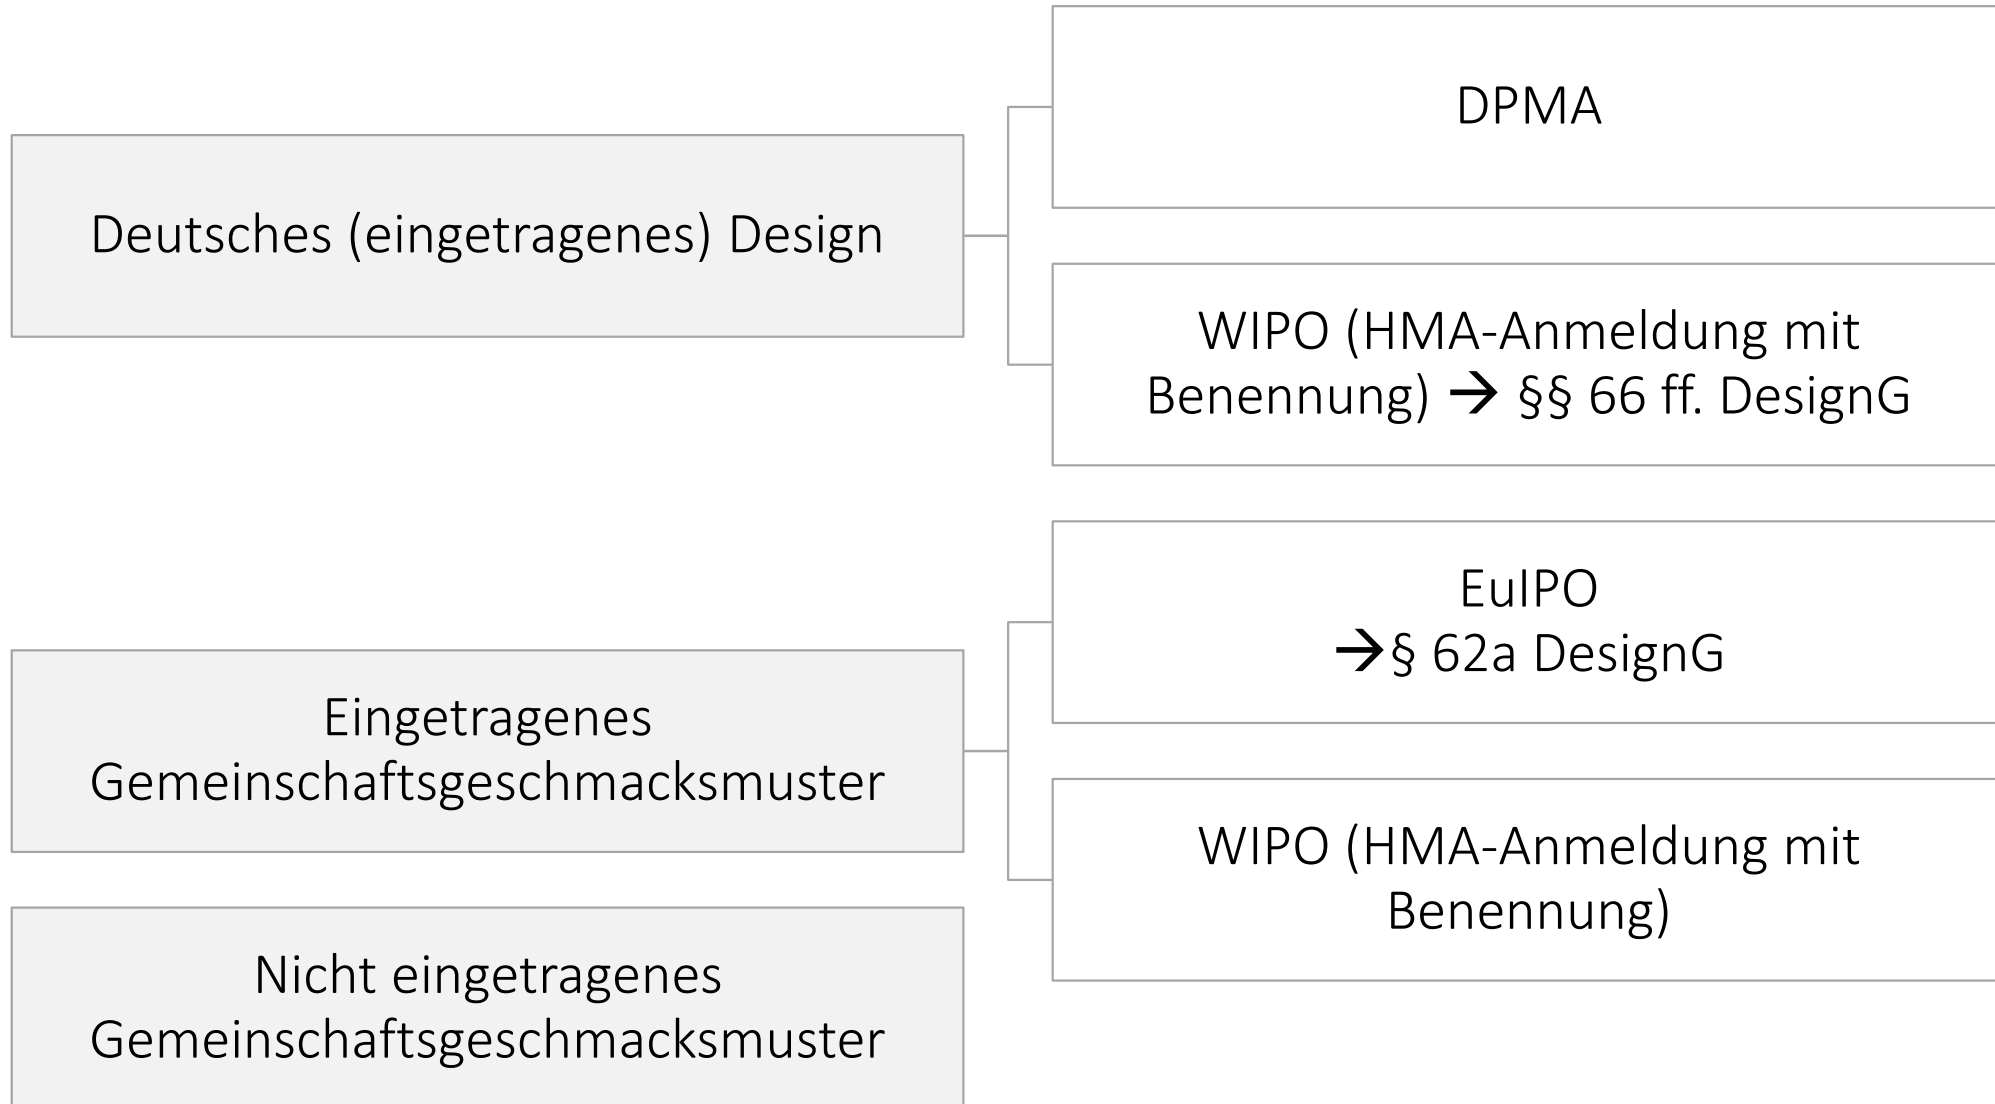 Deutsches (eingetragenes) Design
DPMA
WIPO (HMA-Anmeldung mit
Benennung) → §§ 66 ff. DesignG
Eingetragenes
Gemeinschaftsgeschmacksmuster
EuIPO
→§ 62a DesignG
WIPO (HMA-Anmeldung mit
Benennung)
Nicht eingetragenes
Gemeinschaftsgeschmacksmuster